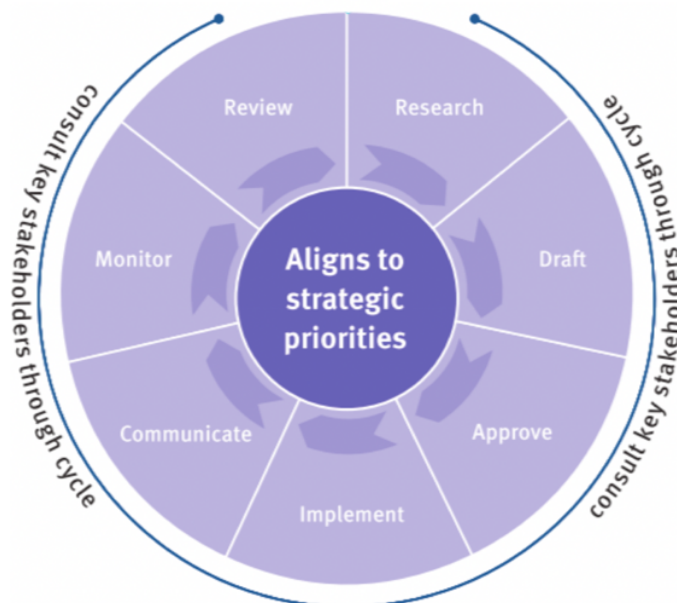 Review
Research
Monitor
Draft
Aligns to
strategic
priorities
Communicate
Approve
Implement
consult key stakeholders through cycle
consult key stakeholders through cycle